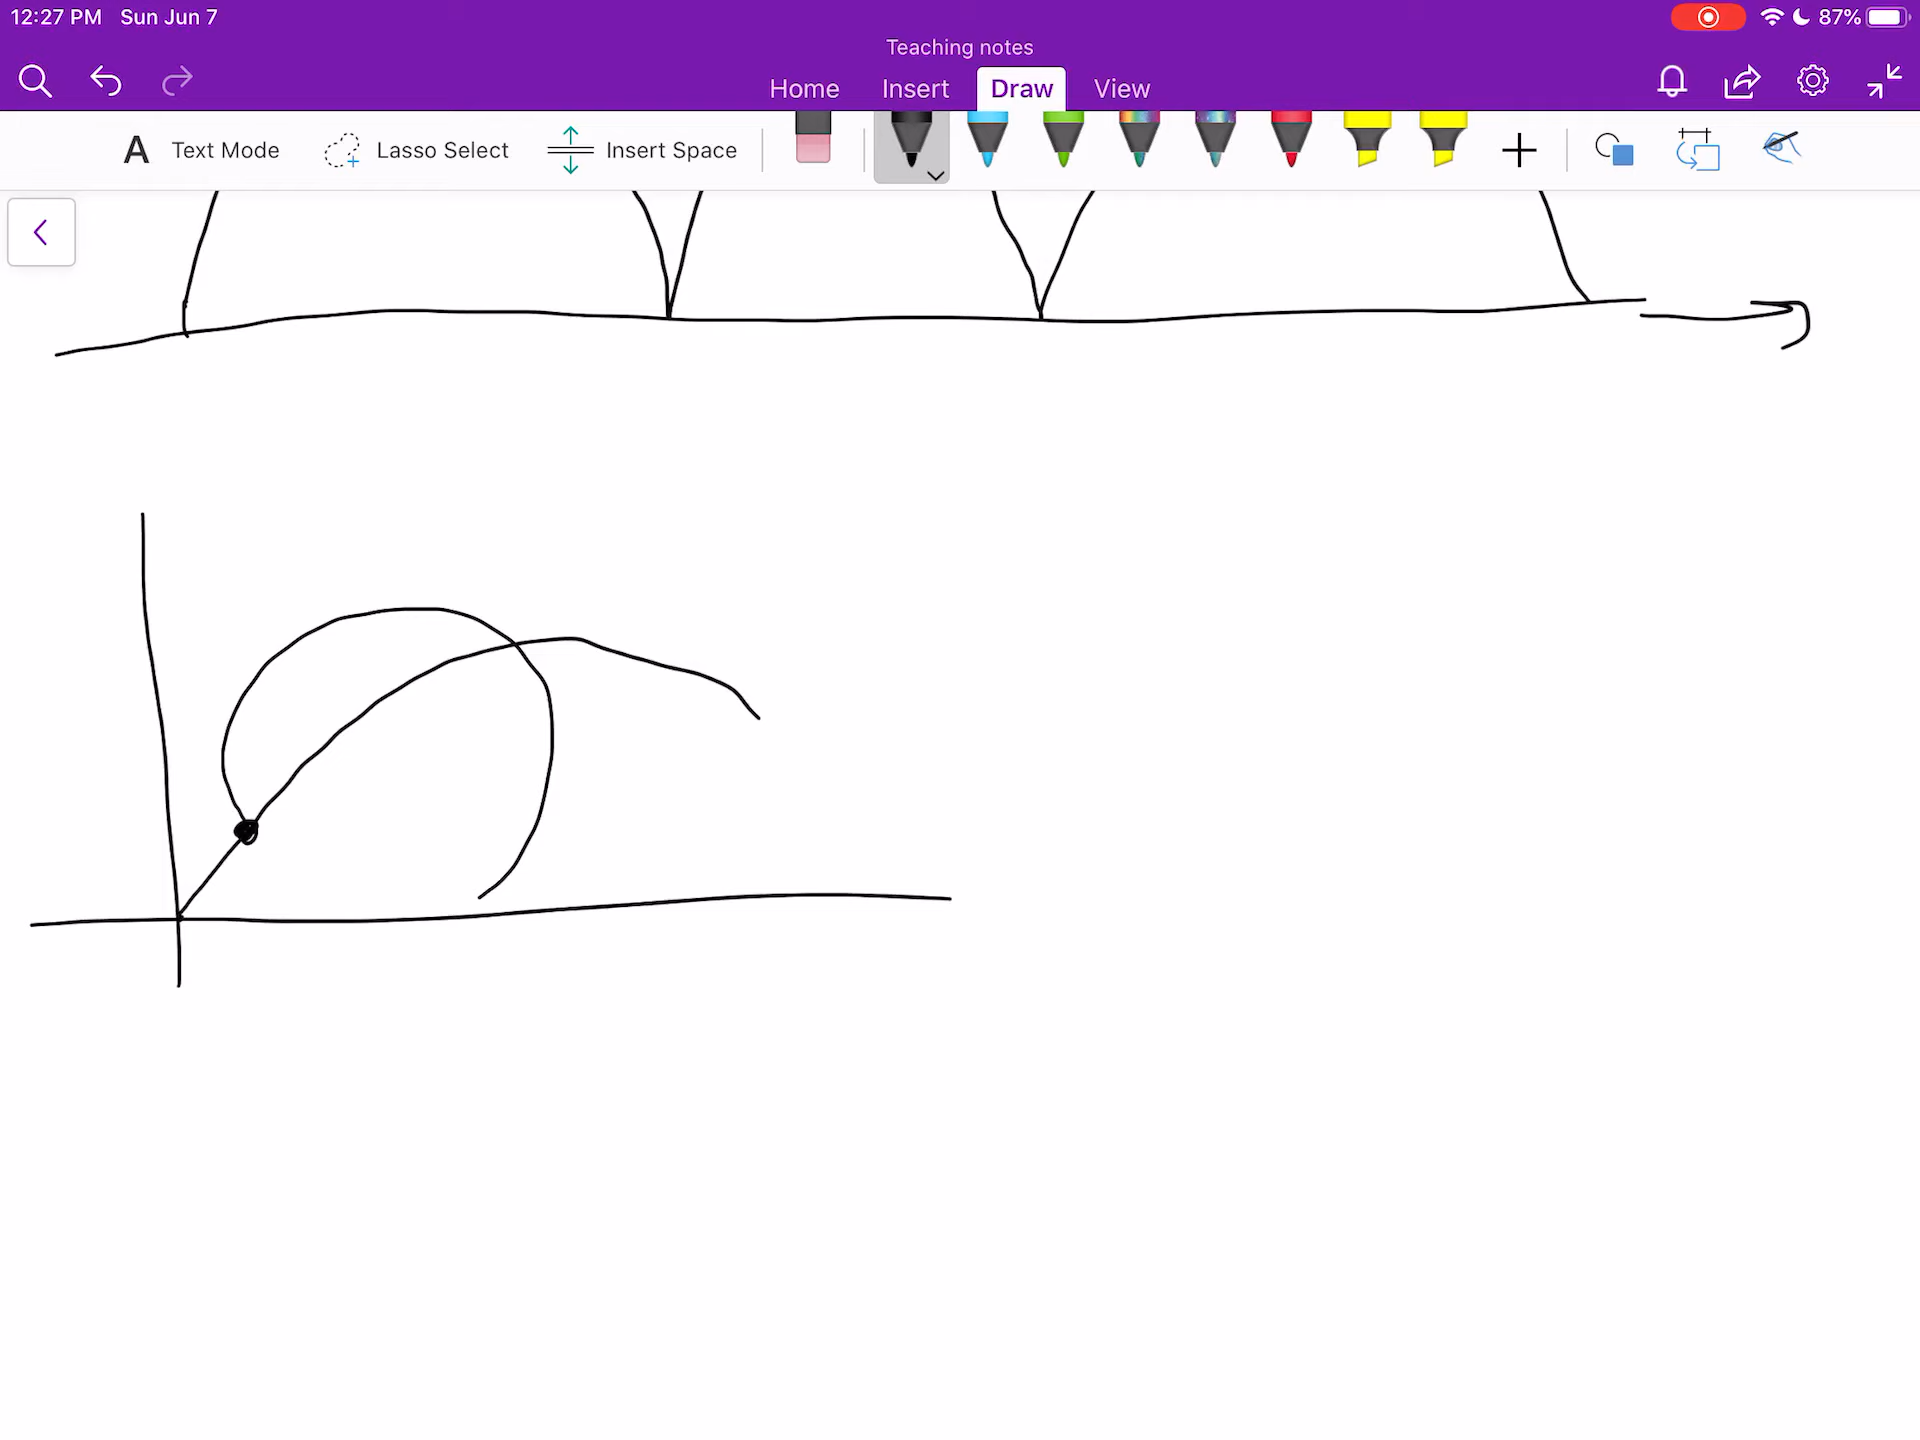 12:27 PM Sun Jun 7
87%
Teaching notes
Home Insert Draw View
A Text Mode Lasso Select Insert Space